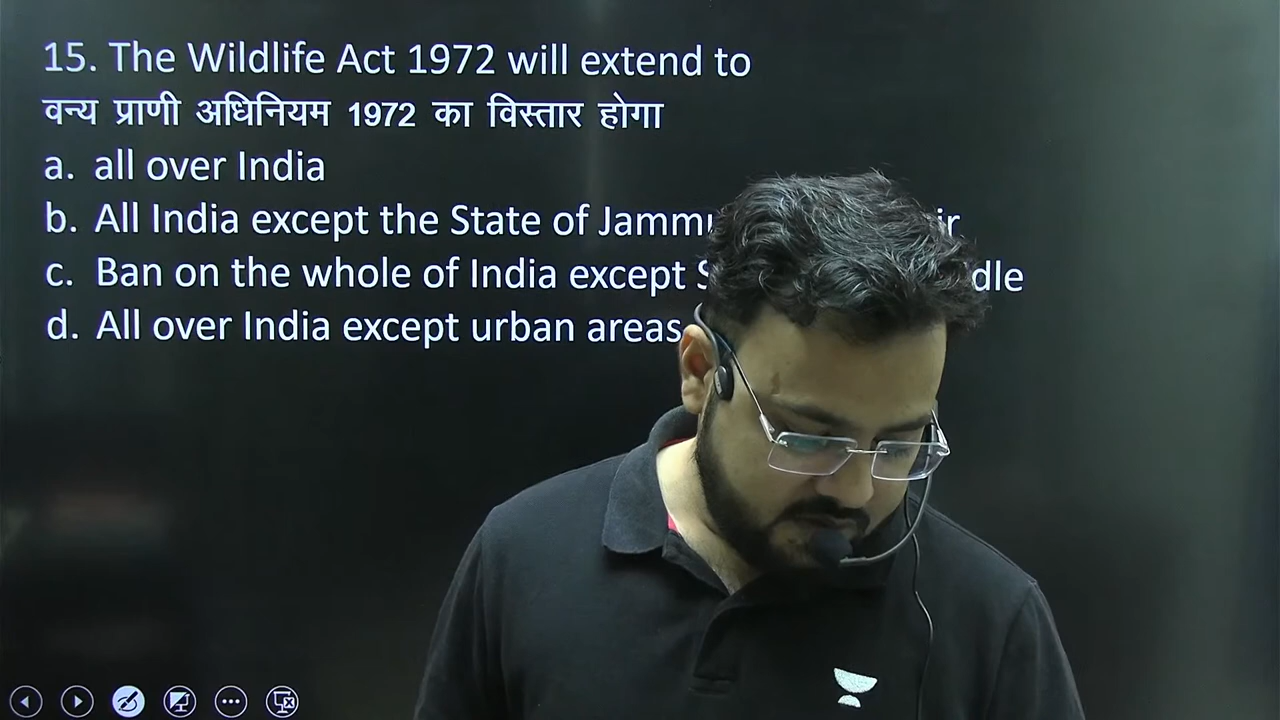 15. The Wildlife Act 1972 will extend to
वन्य प्राणी अधिनियम 1972 का विस्तार होगा
a. all over India
b. All India except the State of
c. Ban on the whole of India except
d. All over India except urban areas